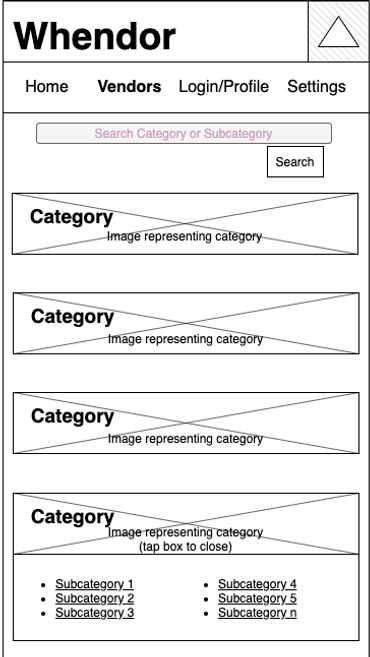 Whendor
Home Vendors Login/Profile Settings
Search Category or Subcategory
Search
Category
Image representing category
Category
Image representing category
Category
Image representing category
Category
Image representing category
(tap box to close)
Subcategory 1
Subcategory 2
Subcategory 3
Subcategory 4
Subcategory 5
Subcategory n